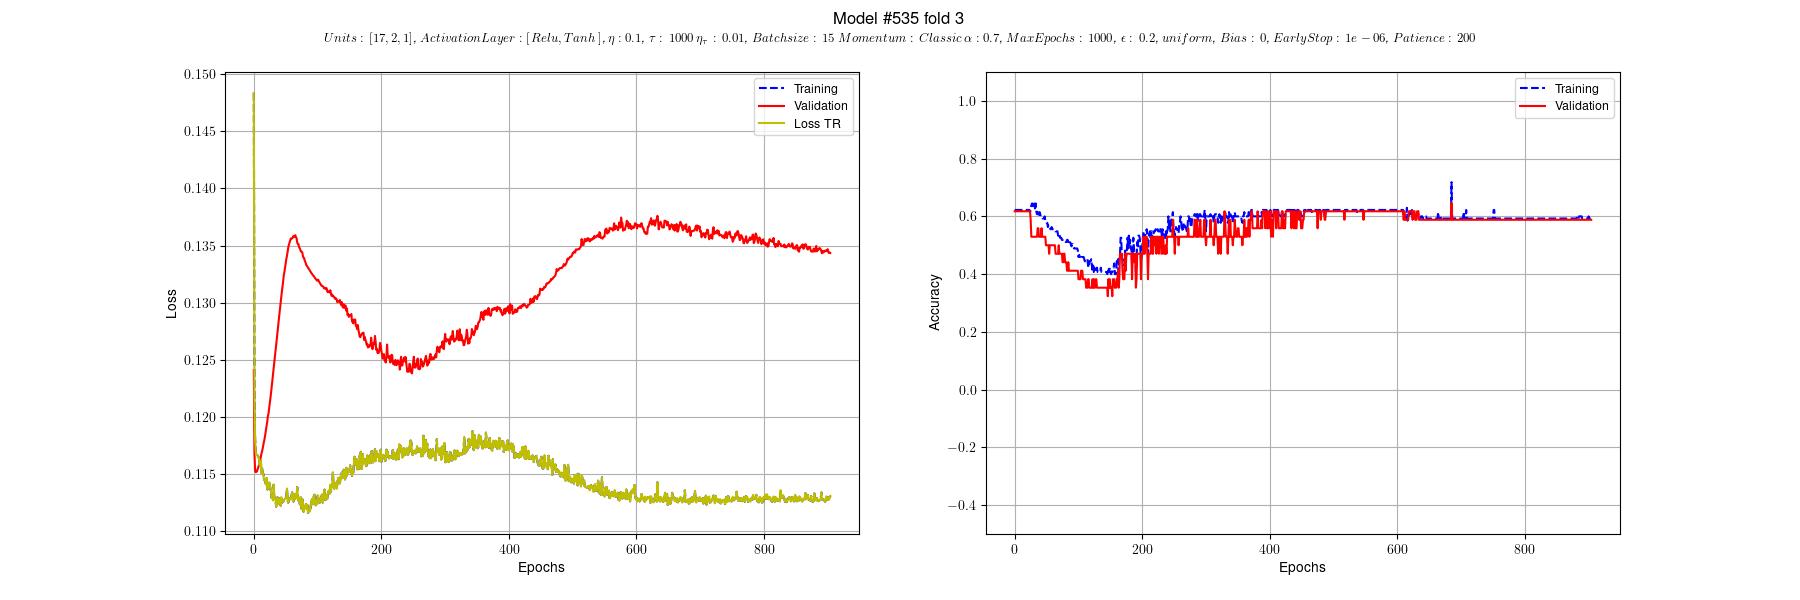 Model #535 fold 3
Units : [17, 2, 1], ActivationLayer : [Relu, Tanh], η : 0.1, τ : 1000 η_τ : 0.01, Batchsize : 15 Momentum : Classic α : 0.7, MaxEpochs : 1000, ϵ : 0.2, uniform, Bias : 0, EarlyStop : 1e − 06, Patience : 200
0.150
0.145
0.140
0.135
0.130
0.125
0.120
0.115
0.110
Loss
0 200 400 600 800
Epochs
Training
Validation
Loss TR
1.0
0.8
0.6
0.4
0.2
0.0
−0.2
−0.4
Accuracy
0 200 400 600 800
Epochs
Training
Validation